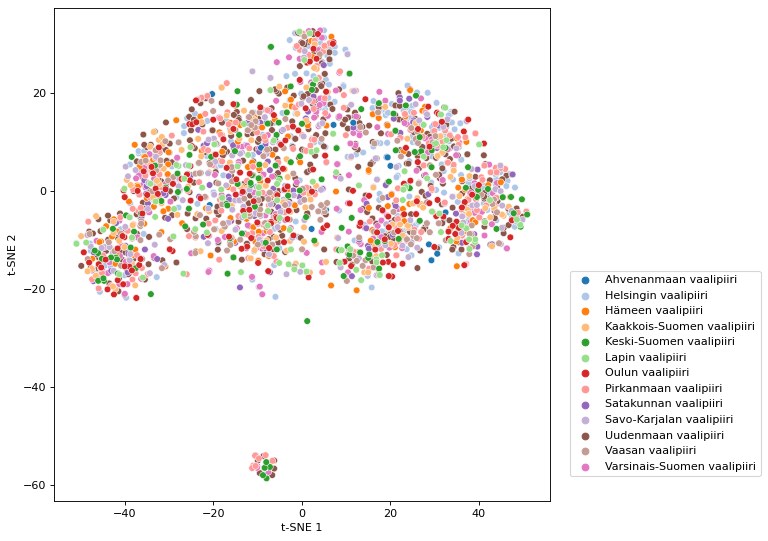 20
0
−20
−40
−60
t-SNE 2
−40
−20
0
20
40
t-SNE 1
Ahvenanmaan vaalipiiri
Helsingin vaalipiiri
Hämeen vaalipiiri
Kaakkois-Suomen vaalipiiri
Keski-Suomen vaalipiiri
Lapin vaalipiiri
Oulun vaalipiiri
Pirkanmaan vaalipiiri
Satakunnan vaalipiiri
Savo-Karjalan vaalipiiri
Uudenmaan vaalipiiri
Vaasan vaalipiiri
Varsinais-Suomen vaalipiiri